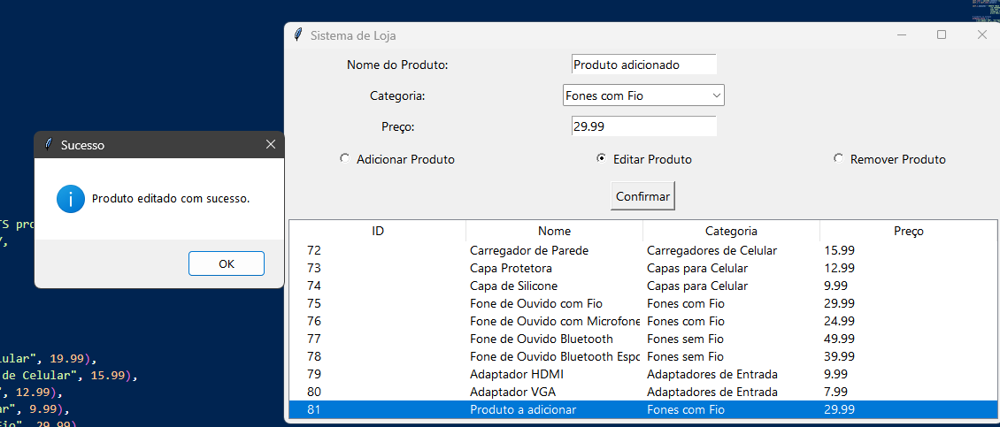 Sistema de Loja
Nome do Produto: Produto adicionado
Categoria: Fones com Fio
Preço: 29.99
Adicionar Produto Editar Produto Remover Produto
Confirmar
ID Nome Categoria Preço
72 Carregador de Parede Carregadores de Celular 15.99
73 Capa Protetora Capas para Celular 12.99
74 Capa de Silicone Capas para Celular 9.99
75 Fone de Ouvido com Fio Fones com Fio 29.99
76 Fone de Ouvido com Microfone Fones com Fio 24.99
77 Fone de Ouvido Bluetooth Fones sem Fio 49.99
78 Fone de Ouvido Bluetooth Espo Fones sem Fio 39.99
79 Adaptador HDMI Adaptadores de Entrada 9.99
80 Adaptador VGA Adaptadores de Entrada 7.99
81 Produto a adicionar Fones com Fio 29.99
Sucesso
Produto editado com sucesso.
OK
TS pro
,
lular", 19.99),
de Celular", 15.99),
", 12.99),
ar", 9.99),
Fio", 29.99)